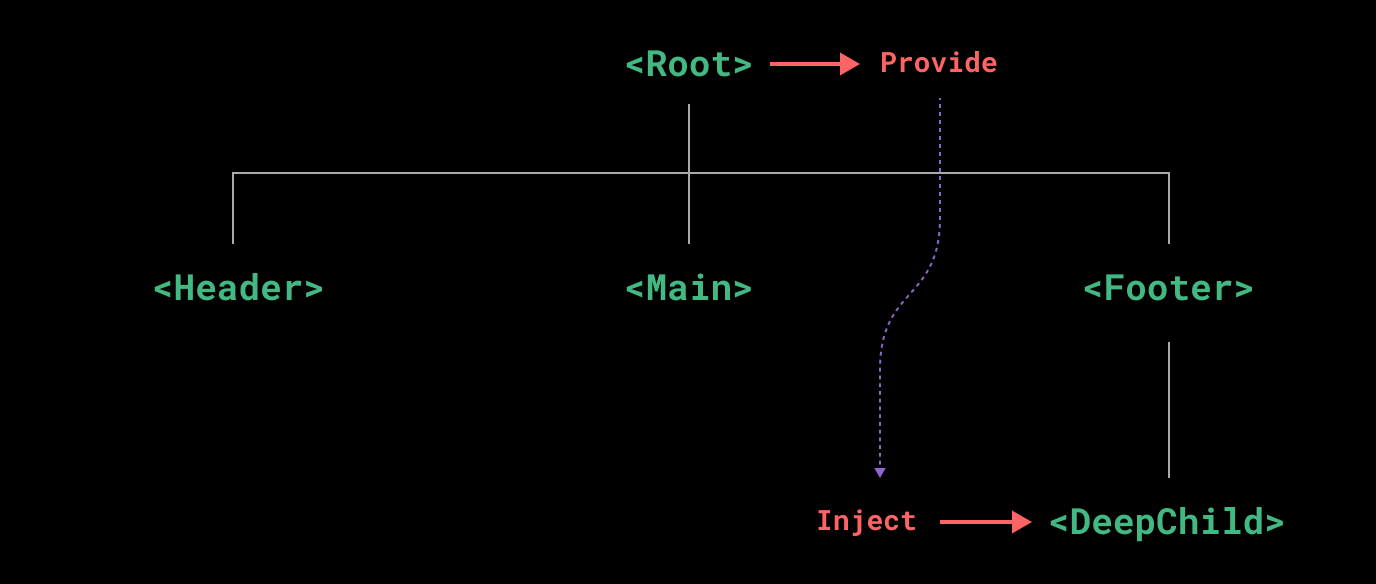 <Root> Provide
<Header> <Main> <Footer>
Inject <DeepChild>